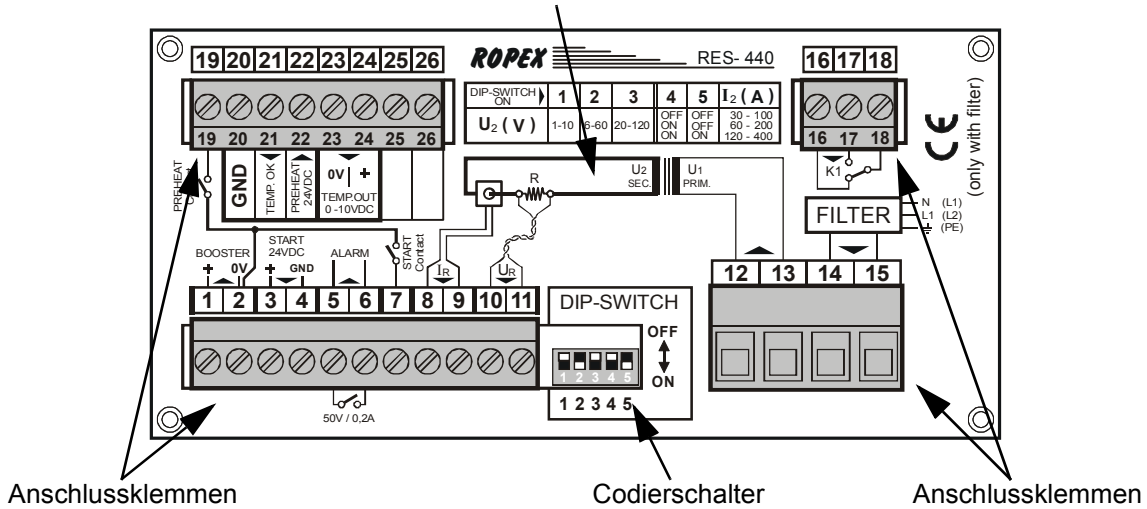 19 20 21 22 23 24 25 26
ROPEX RES- 440
16 17 18
DIP-SWITCH ON 1 2 3 4 5 I2 ( A )
U2 ( V ) 1-10 6-60 20-120
OFF OFF 30 - 100
ON OFF 60 - 200
ON ON 120 - 400
19 20 21 22 23 24 25 26
16 17 18
K1
CE
(only with filter)
PREHEAT
GND
TEMP. OK
PREHEAT
24VDC
0V +
TEMP.OUT
0 -10VDC
R
U2
SEC.
U1
PRIM.
FILTER
N (L1)
L1 (L2)
(PE)
BOOSTER
+ 0V
START
24VDC
+ GND
ALARM
START
Contact
IR
UR
1 2 3 4 5 6 7 8 9 10 11
12 13 14 15
DIP-SWITCH
OFF
ON
1 2 3 4 5
1 2 3 4 5
50V / 0,2A
Anschlussklemmen Codierschalter Anschlussklemmen